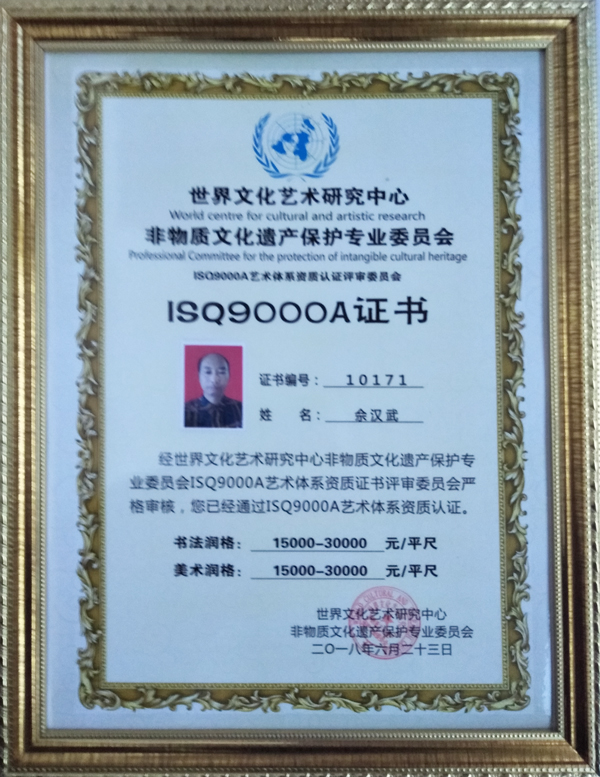 世界文化艺术研究中心
World centre for cultural and artistic research
非物质文化遗产保护专业委员会
Professional Committee for the protection of intangible cultural heritage
ISQ9000A艺术体系资质认证评审委员会
ISQ9000A证书
证书编号: 10171
姓 名: 佘汉武
经世界文化艺术研究中心非物质文化遗产保护专
业委员会ISQ9000A艺术体系资质证书评审委员会严
格审核,您已经通过ISQ9000A艺术体系资质认证。
书法润格: 15000-30000 元/平尺
美术润格: 15000-30000 元/平尺
世界文化艺术研究中心
非物质文化遗产保护专业委员会
二〇一八年六月二十三日